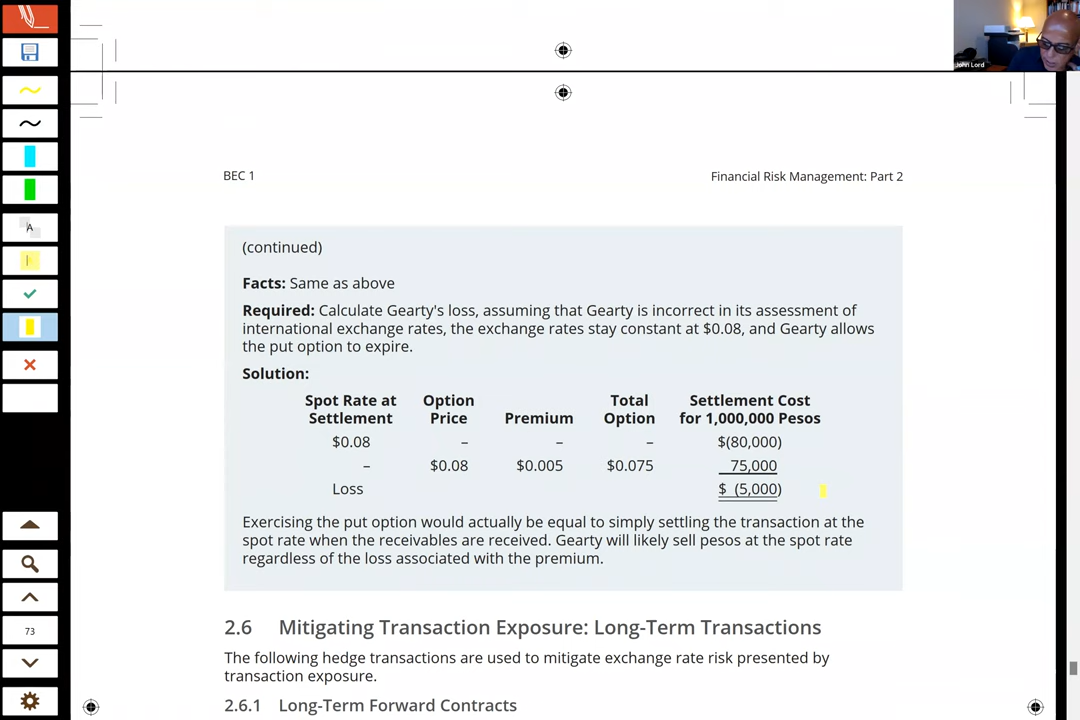 John Lord
BEC 1
Financial Risk Management: Part 2
(continued)
Facts: Same as above
Required: Calculate Gearty's loss, assuming that Gearty is incorrect in its assessment of
international exchange rates, the exchange rates stay constant at $0.08, and Gearty allows
the put option to expire.
Solution:
Spot Rate at Option Total Settlement Cost
Settlement Price Premium Option for 1,000,000 Pesos
$0.08 – – – $(80,000)
– $0.08 $0.005 $0.075 75,000
Loss $ (5,000)
Exercising the put option would actually be equal to simply settling the transaction at the
spot rate when the receivables are received. Gearty will likely sell pesos at the spot rate
regardless of the loss associated with the premium.
2.6 Mitigating Transaction Exposure: Long-Term Transactions
The following hedge transactions are used to mitigate exchange rate risk presented by
transaction exposure.
2.6.1 Long-Term Forward Contracts
A
73